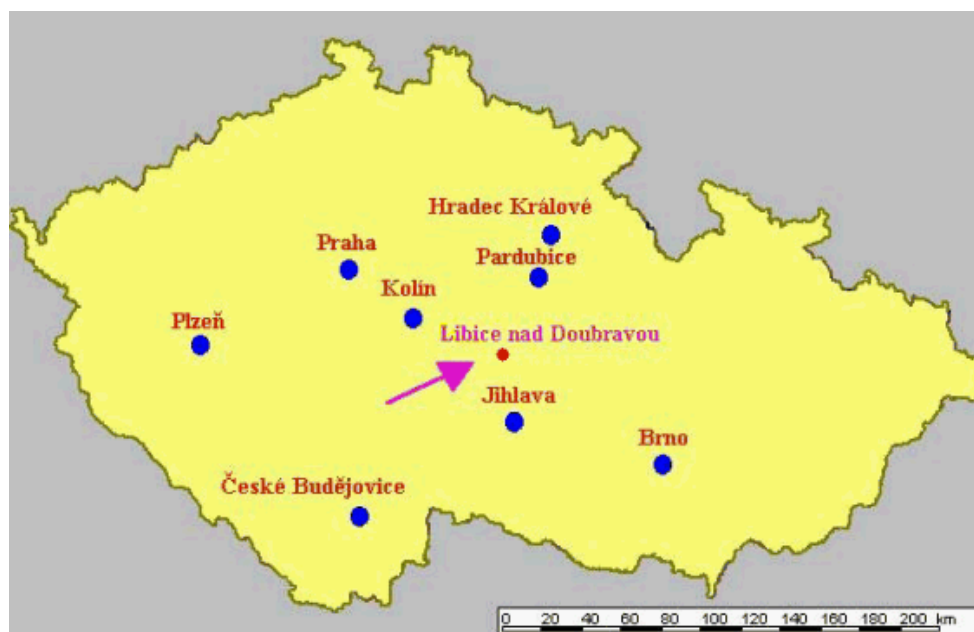 Hradec Králové
Praha
Pardubice
Kolín
Plzeň
Libice nad Doubravou
Jihlava
Brno
České Budějovice
0 20 40 60 80 100 120 140 160 180 200 km